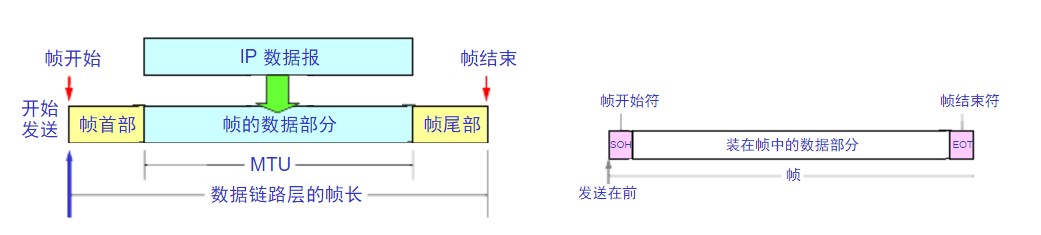 IP 数据报
帧开始
帧结束
开始
发送
帧首部
帧的数据部分
帧尾部
MTU
数据链路层的帧长
帧开始符
帧结束符
SOH
装在帧中的数据部分
EOT
帧
发送在前